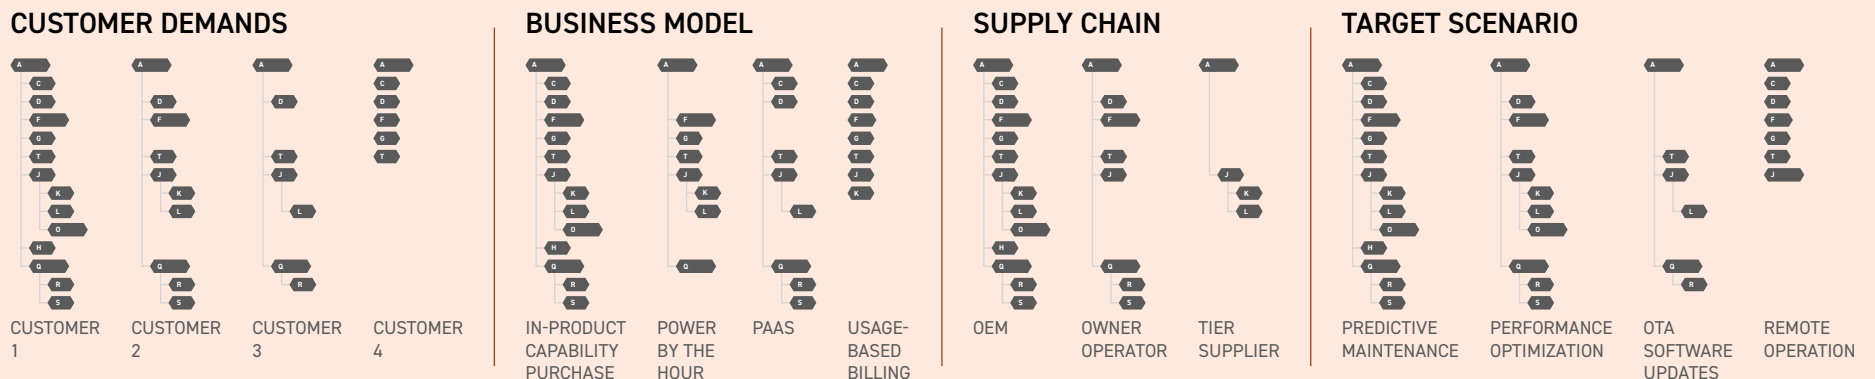 CUSTOMER DEMANDS
A
C
D
F
G
T
J
K
L
O
H
Q
R
S
CUSTOMER
1
A
D
F
T
J
K
L
Q
R
S
CUSTOMER
2
A
D
T
J
L
Q
R
CUSTOMER
3
A
C
D
F
G
T
CUSTOMER
4
BUSINESS MODEL
A
C
D
F
G
T
J
K
L
O
H
Q
R
S
IN-PRODUCT
CAPABILITY
PURCHASE
A
F
G
T
J
K
L
Q
POWER
BY THE
HOUR
A
C
D
T
J
L
Q
R
S
PAAS
A
C
D
F
G
T
J
K
USAGE-
BASED
BILLING
SUPPLY CHAIN
A
C
D
F
G
T
J
K
L
O
H
Q
R
S
OEM
A
D
F
T
J
Q
R
S
OWNER
OPERATOR
A
J
K
L
TIER
SUPPLIER
TARGET SCENARIO
A
C
D
F
G
T
J
K
L
O
H
Q
R
S
PREDICTIVE
MAINTENANCE
A
D
F
T
J
K
L
O
Q
R
S
PERFORMANCE
OPTIMIZATION
A
T
J
L
Q
R
OTA
SOFTWARE
UPDATES
A
C
D
F
G
T
J
REMOTE
OPERATION